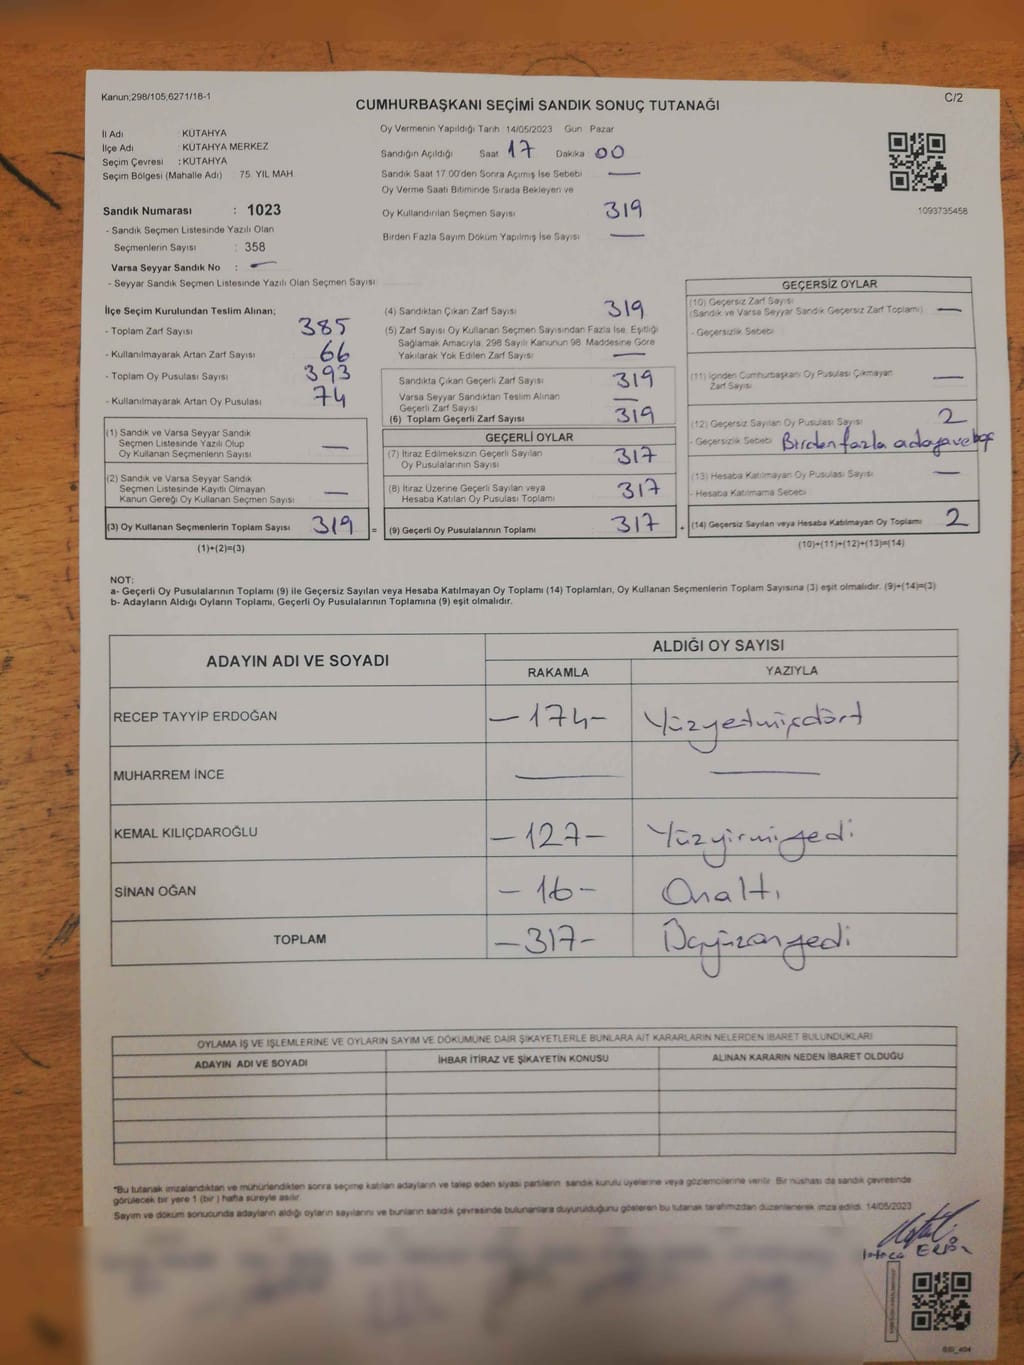 Kanun;298/105,6271/18-1
CUMHURBAŞKANI SEÇİMİ SANDIK SONUÇ TUTANAĞI
C/2
İl Adı : KÜTAHYA
İlçe Adı : KÜTAHYA MERKEZ
Seçim Çevresi : KÜTAHYA
Seçim Bölgesi (Mahalle Adı) 75. YIL MAH.
Sandık Numarası : 1023
- Sandık Seçmen Listesinde Yazılı Olan
Seçmenlerin Sayısı : 358
Varsa Seyyar Sandık No : —
- Seyyar Sandık Seçmen Listesinde Yazılı Olan Seçmen Sayısı
Oy Vermenin Yapıldığı Tarih 14/05/2023 Gün Pazar
Sandığın Açıldığı Saat 17 Dakika 00
Sandık Saat 17.00'den Sonra Açılmış İse Sebebi —
Oy Verme Saati Bitiminde Sırada Bekleyen ve
Oy Kullandırılan Seçmen Sayısı 319
Birden Fazla Sayım Döküm Yapılmış İse Sayısı —
1093735458
İlçe Seçim Kurulundan Teslim Alınan;
- Toplam Zarf Sayısı 385
- Kullanılmayarak Artan Zarf Sayısı 66
- Toplam Oy Pusulası Sayısı 393
- Kullanılmayarak Artan Oy Pusulası 74
(1) Sandık ve Varsa Seyyar Sandık
Seçmen Listesinde Yazılı Olup
Oy Kullanan Seçmenlerin Sayısı —
(2) Sandık ve Varsa Seyyar Sandık
Seçmen Listesinde Kayıtlı Olmayan
Kanun Gereği Oy Kullanan Seçmen Sayısı —
(3) Oy Kullanan Seçmenlerin Toplam Sayısı 319 =
(1)+(2)=(3)
(4) Sandıktan Çıkan Zarf Sayısı 319
(5) Zarf Sayısı Oy Kullanan Seçmen Sayısından Fazla İse, Eşitliği
Sağlamak Amacıyla, 298 Sayılı Kanunun 98. Maddesine Göre
Yakılarak Yok Edilen Zarf Sayısı —
Sandıkta Çıkan Geçerli Zarf Sayısı 319
Varsa Seyyar Sandıktan Teslim Alınan
Geçerli Zarf Sayısı —
(6) Toplam Geçerli Zarf Sayısı 319
GEÇERLİ OYLAR
(7) İtiraz Edilmeksizin Geçerli Sayılan
Oy Pusulalarının Sayısı 317
(8) İtiraz Üzerine Geçerli Sayılan veya
Hesaba Katılan Oy Pusulası Toplamı 317
(9) Geçerli Oy Pusulalarının Toplamı 317 +
GEÇERSİZ OYLAR
(10) Geçersiz Zarf Sayısı
(Sandık ve Varsa Seyyar Sandık Geçersiz Zarf Toplamı) —
- Geçersizlik Sebebi
(11) İçinden Cumhurbaşkanı Oy Pusulası Çıkmayan
Zarf Sayısı —
(12) Geçersiz Sayılan Oy Pusulası Sayısı 2
- Geçersizlik Sebebi Birden fazla adaya ve boş
(13) Hesaba Katılmayan Oy Pusulası Sayısı —
- Hesaba Katılmama Sebebi
(14) Geçersiz Sayılan veya Hesaba Katılmayan Oy Toplamı 2
(10)+(11)+(12)+(13)=(14)
NOT:
a- Geçerli Oy Pusulalarının Toplamı (9) ile Geçersiz Sayılan veya Hesaba Katılmayan Oy Toplamı (14) Toplamları, Oy Kullanan Seçmenlerin Toplam Sayısına (3) eşit olmalıdır. (9)+(14)=(3)
b- Adayların Aldığı Oyların Toplamı, Geçerli Oy Pusulalarının Toplamına (9) eşit olmalıdır.
ADAYIN ADI VE SOYADI
ALDIĞI OY SAYISI
RAKAMLA YAZIYLA
RECEP TAYYİP ERDOĞAN —174— Yüzyetmişdört
MUHARREM İNCE — —
KEMAL KILIÇDAROĞLU —127— Yüzyirmiyedi
SİNAN OĞAN —16— Onaltı
TOPLAM —317— Üçyüzonyedi
OYLAMA İŞ VE İŞLEMLERİNE VE OYLARIN SAYIM VE DÖKÜMÜNE DAİR ŞİKAYETLERLE BUNLARA AİT KARARLARIN NELERDEN İBARET BULUNDUKLARI
ADAYIN ADI VE SOYADI İHBAR İTİRAZ VE ŞİKAYETİN KONUSU ALINAN KARARIN NEDEN İBARET OLDUĞU
*Bu tutanak imzalandıktan ve mühürlendikten sonra seçime katılan adayların ve talep eden siyasi partilerin sandık kurulu üyelerine veya gözlemcilerine verilir. Bir nüshası da sandık çevresinde
görülecek bir yere 1 (bir ) hafta süreyle asılır.
Sayım ve döküm sonucunda adayların aldığı oyların sayılarını ve bunların sandık çevresinde bulunanlara duyurulduğunu gösteren bu tutanak tarafımızdan düzenlenerek imza edildi. 14/05/2023